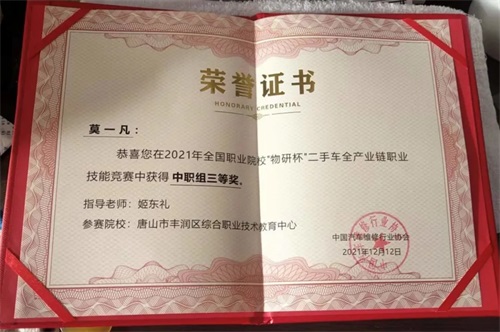 荣誉证书
HONORARY CREDENTIAL
莫一凡：
恭喜您在2021年全国职业院校“物研杯”二手车全产业链职业
技能竞赛中获得 中职组三等奖。
指导老师：姬东礼
参赛院校：唐山市丰润区综合职业技术教育中心
中国汽车维修行业协会
2021年12月12日